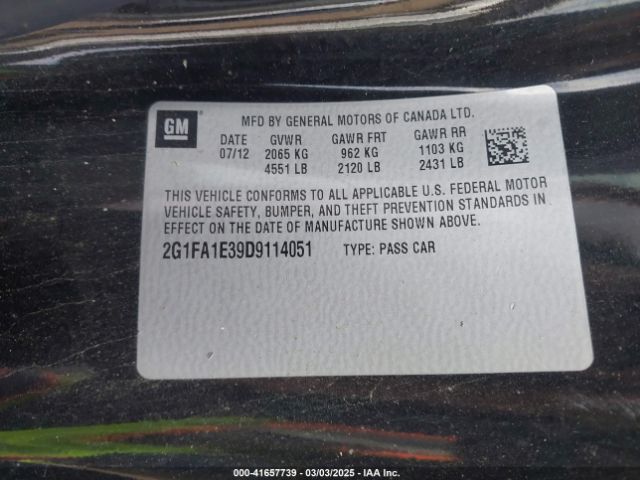 GM
MFD BY GENERAL MOTORS OF CANADA LTD.
DATE GVWR GAWR FRT GAWR RR
07/12 2065 KG 962 KG 1103 KG
4551 LB 2120 LB 2431 LB
THIS VEHICLE CONFORMS TO ALL APPLICABLE U.S. FEDERAL MOTOR
VEHICLE SAFETY, BUMPER, AND THEFT PREVENTION STANDARDS IN
EFFECT ON THE DATE OF MANUFACTURE SHOWN ABOVE.
2G1FA1E39D9114051 TYPE: PASS CAR
000-41657739 - 03/03/2025 - IAA Inc.